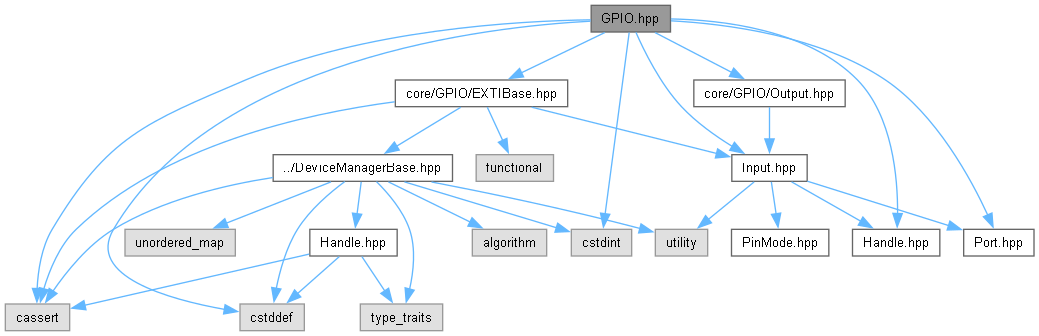 GPIO.hpp
core/GPIO/EXTIBase.hpp
core/GPIO/Output.hpp
../DeviceManagerBase.hpp
functional
Input.hpp
unordered_map
Handle.hpp
algorithm
cstdint
utility
PinMode.hpp
Handle.hpp
Port.hpp
cassert
cstddef
type_traits